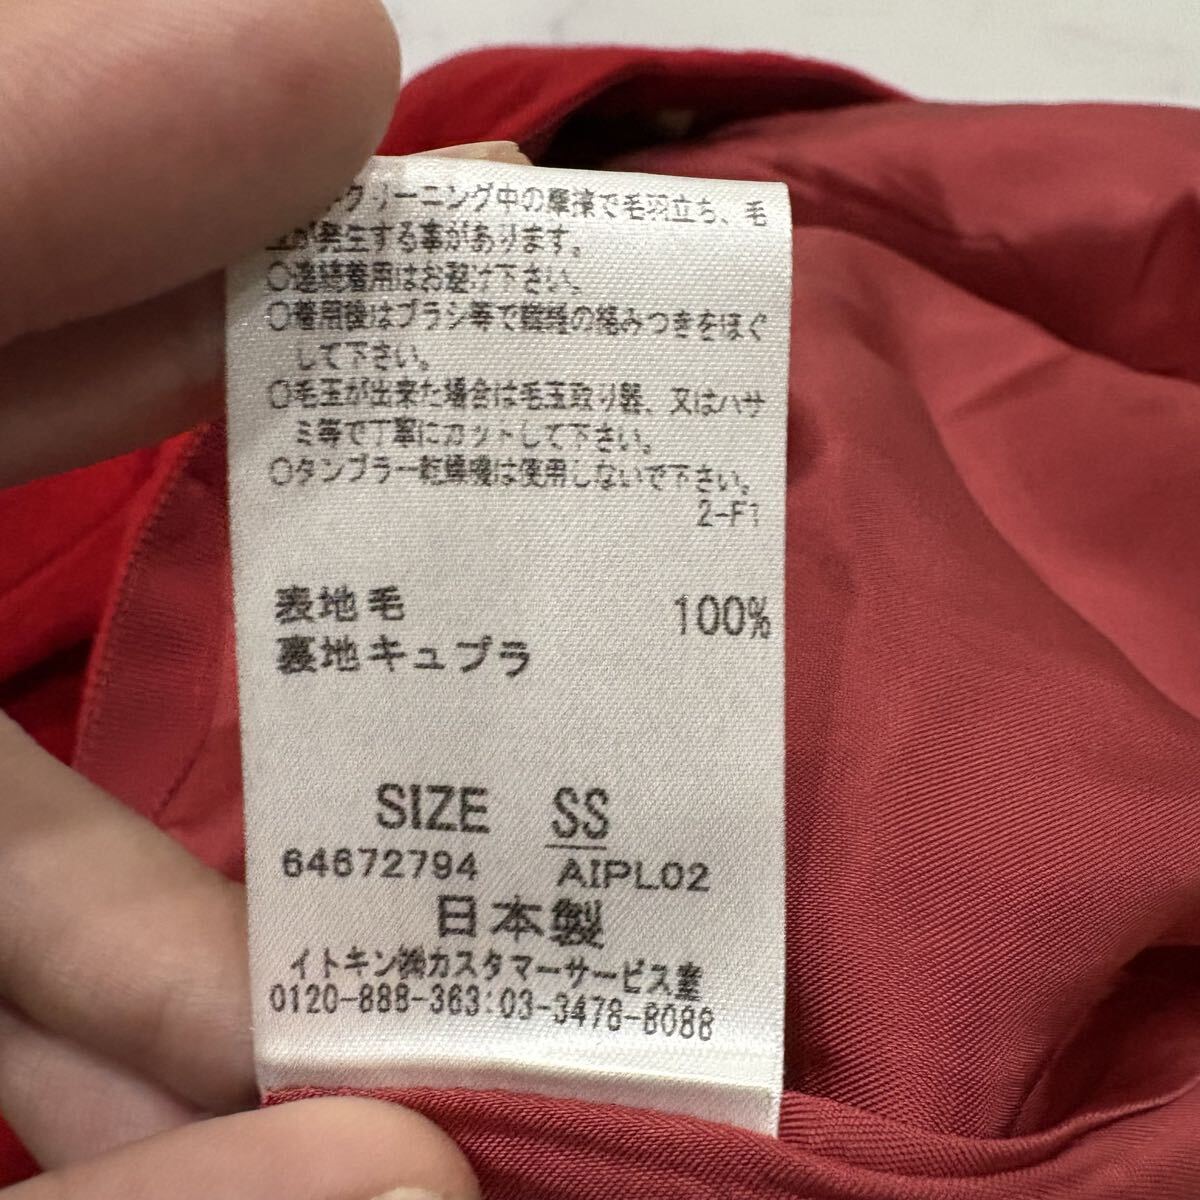 クリーニング中の摩擦で毛羽立ち、毛
が発生する事があります。
○連続着用はお避け下さい。
○着用後はブラシ等で繊維の絡みつきをほぐ
して下さい。
○毛玉が出来た場合は毛玉取り器、又はハサ
ミ等で丁寧にカットして下さい。
○タンブラー乾燥機は使用しないで下さい。
2-F1
表地毛 100%
裏地キュプラ
SIZE SS
64672794 AIPL02
日本製
イトキン㈱カスタマーサービス室
0120-888-363:03-3478-8088